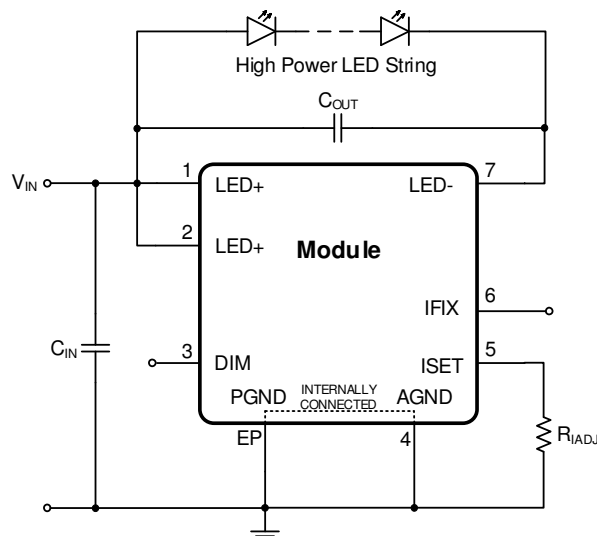 High Power LED String
COUT
1
7
VIN
LED+
LED-
2
LED+
Module
6
IFIX
CIN
3
DIM
5
ISET
PGND
INTERNALLY
CONNECTED
AGND
EP
4
RIADJ